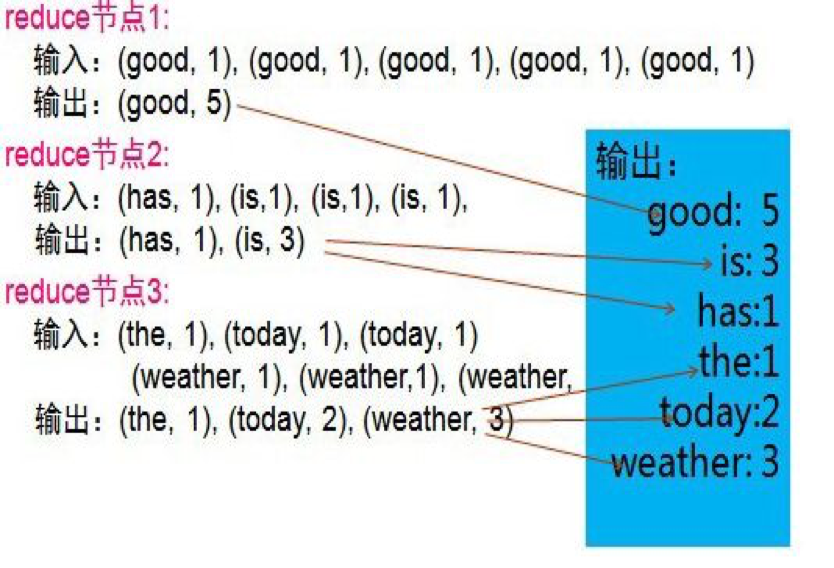 reduce节点1:
输入：(good, 1), (good, 1), (good, 1), (good, 1), (good, 1)
输出：(good, 5)
reduce节点2:
输入：(has, 1), (is,1), (is,1), (is, 1),
输出：(has, 1), (is, 3)
reduce节点3:
输入：(the, 1), (today, 1), (today, 1)
(weather, 1), (weather,1), (weather,
输出：(the, 1), (today, 2), (weather, 3)
输出：
good: 5
is: 3
has:1
the:1
today:2
weather: 3